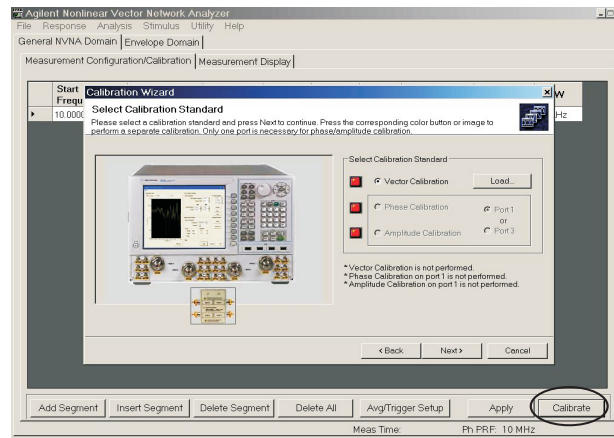 Agilent Nonlinear Vector Network Analyzer
File Response Analysis Stimulus Utility Help
General NVNA Domain Envelope Domain
Measurement Configuration/Calibration Measurement Display
Start
Frequ
10.0000
Calibration Wizard
Select Calibration Standard
Please select a calibration standard and press Next to continue. Press the corresponding color button or image to
perform a separate calibration. Only one port is necessary for phase/amplitude calibration.
Select Calibration Standard
Vector Calibration Load...
Phase Calibration Port 1
or
Amplitude Calibration Port 3
* Vector Calibration is not performed.
* Phase Calibration on port 1 is not performed.
* Amplitude Calibration on port 1 is not performed.
< Back Next > Cancel
Add Segment Insert Segment Delete Segment Delete All Avg/Trigger Setup Apply Calibrate
Meas Time: Ph PRF: 10 MHz